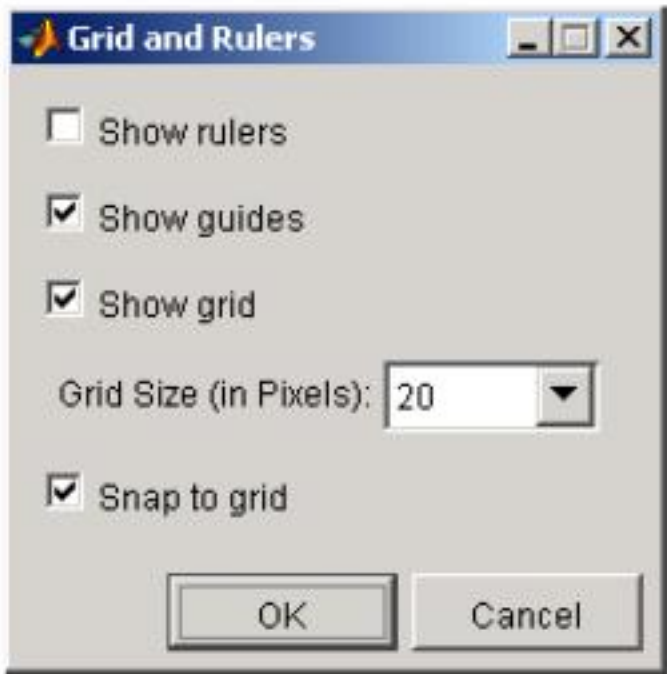 Grid and Rulers
Show rulers
Show guides
Show grid
Grid Size (in Pixels): 20
Snap to grid
OK Cancel